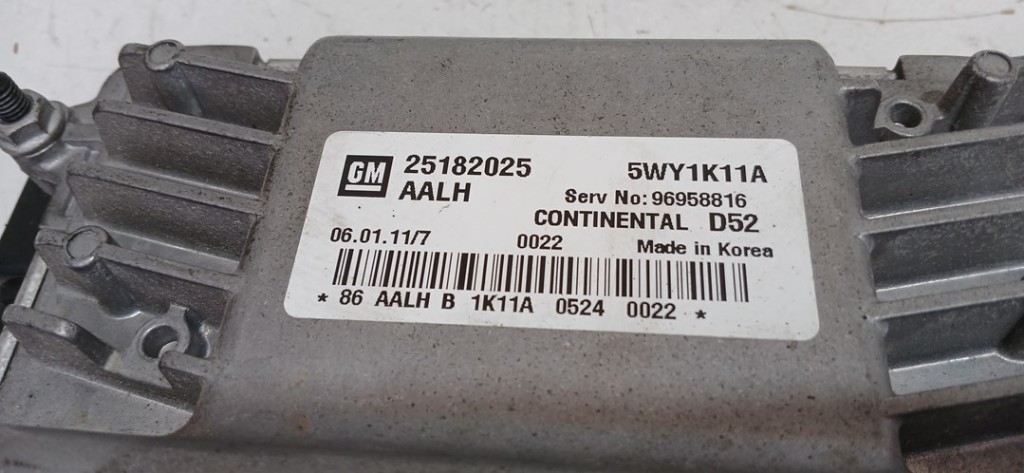 GM 25182025 5WY1K11A
AALH Serv No: 96958816
CONTINENTAL D52
06.01.11/7 0022 Made in Korea
* 86 AALH B 1K11A 0524 0022 *